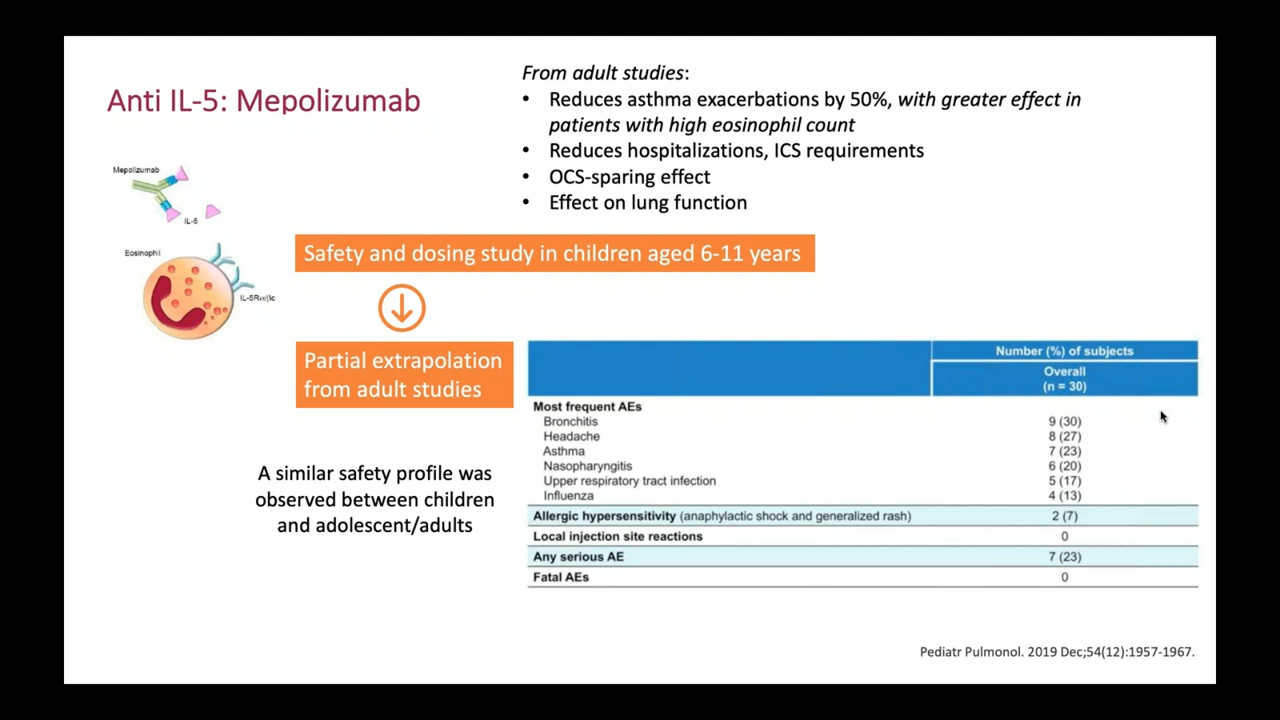 Anti IL-5: Mepolizumab
From adult studies:
• Reduces asthma exacerbations by 50%, with greater effect in
patients with high eosinophil count
• Reduces hospitalizations, ICS requirements
• OCS-sparing effect
• Effect on lung function
Mepolizumab
IL-5
Eosinophil
IL-5Rα/βc
Safety and dosing study in children aged 6-11 years
Partial extrapolation
from adult studies
A similar safety profile was
observed between children
and adolescent/adults
Number (%) of subjects
Overall
(n = 30)
Most frequent AEs
Bronchitis 9 (30)
Headache 8 (27)
Asthma 7 (23)
Nasopharyngitis 6 (20)
Upper respiratory tract infection 5 (17)
Influenza 4 (13)
Allergic hypersensitivity (anaphylactic shock and generalized rash) 2 (7)
Local injection site reactions 0
Any serious AE 7 (23)
Fatal AEs 0
Pediatr Pulmonol. 2019 Dec;54(12):1957-1967.